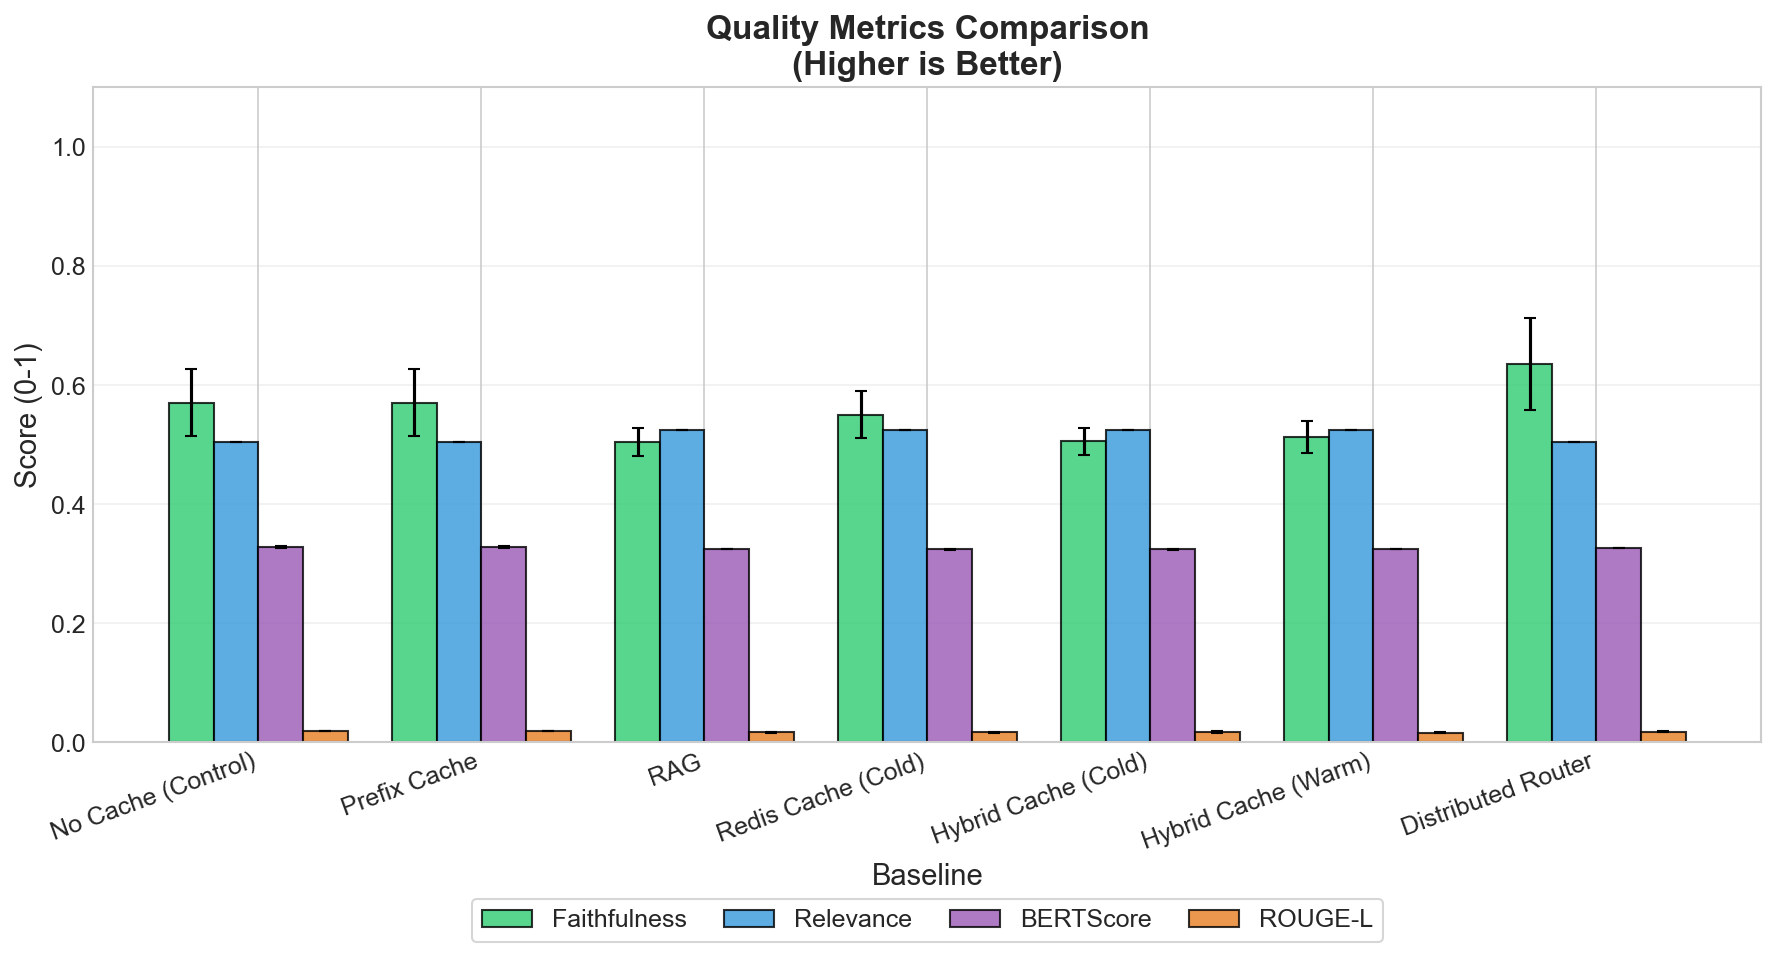 Quality Metrics Comparison
(Higher is Better)
Score (0-1)
1.0
0.8
0.6
0.4
0.2
0.0
No Cache (Control)
Prefix Cache
RAG
Redis Cache (Cold)
Hybrid Cache (Cold)
Hybrid Cache (Warm)
Distributed Router
Baseline
Faithfulness
Relevance
BERTScore
ROUGE-L